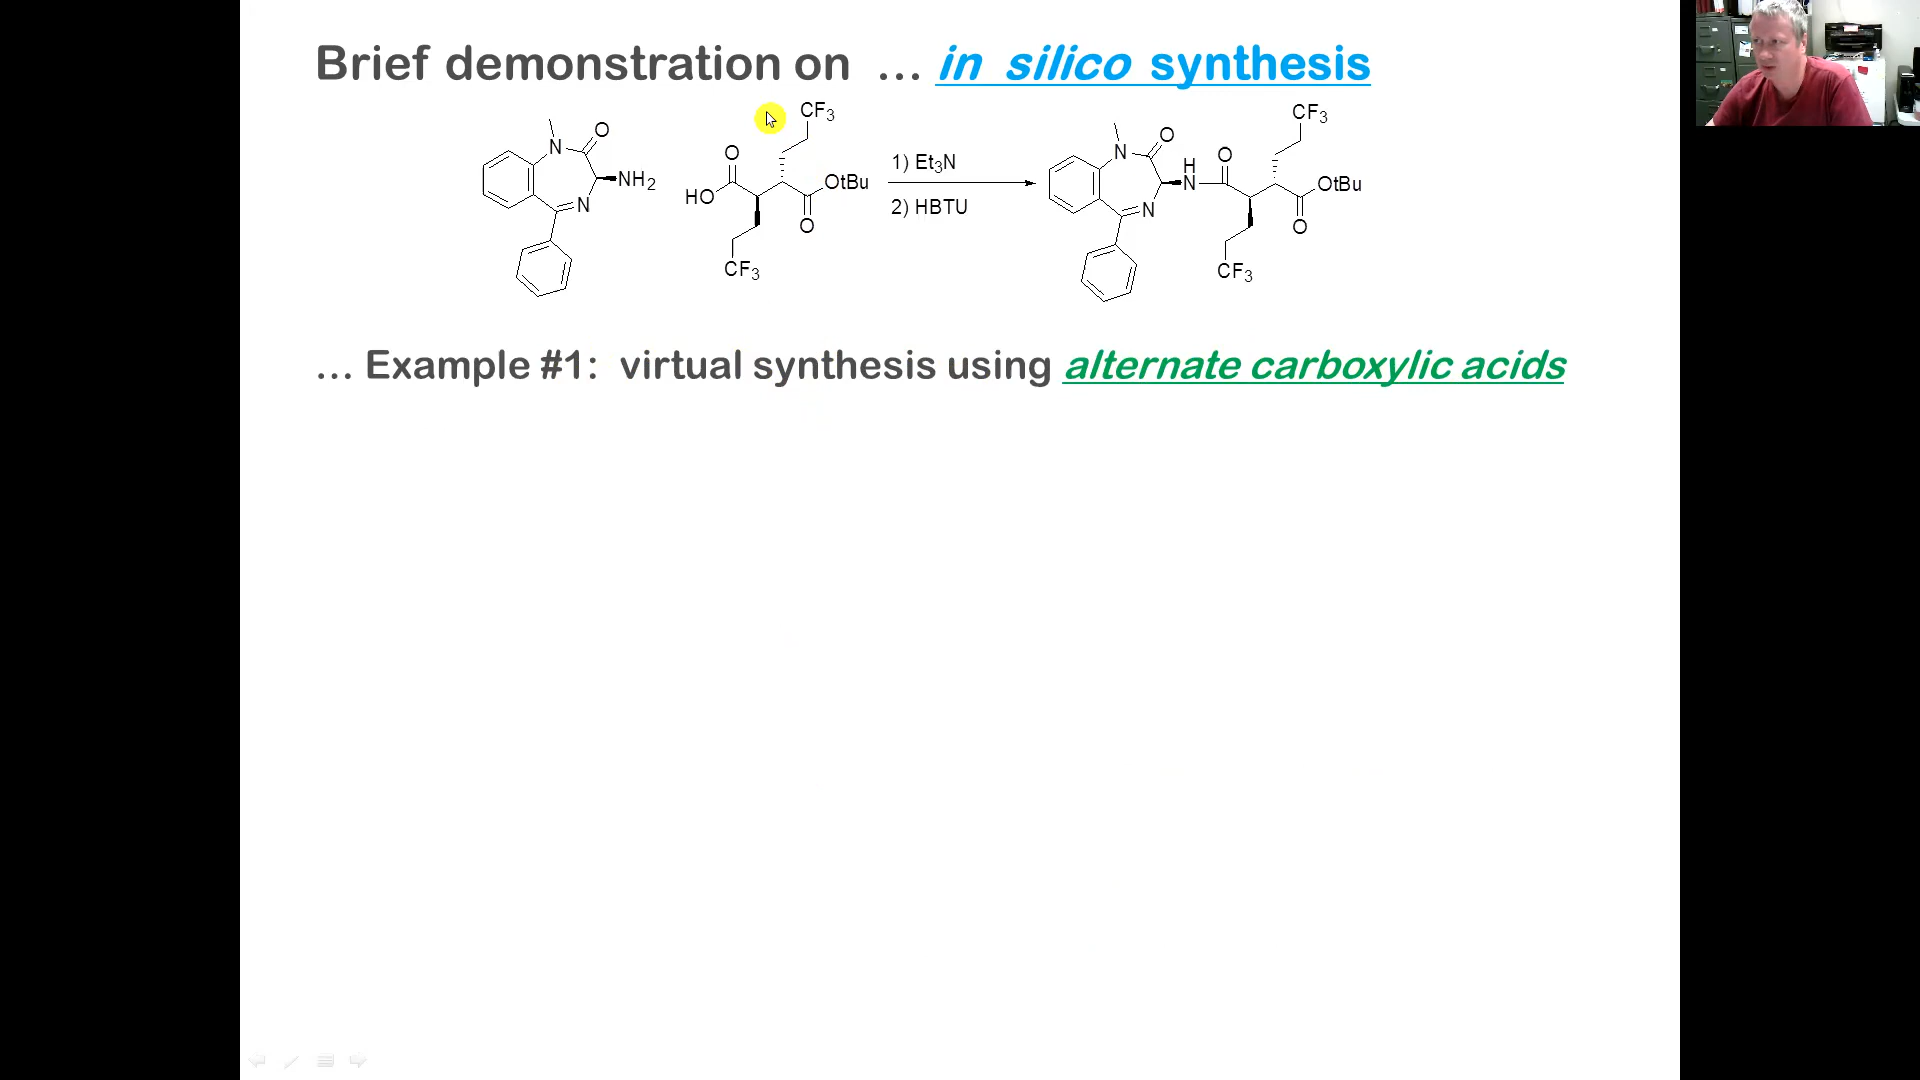 Brief demonstration on ... in silico synthesis
CF3
CF3
N
O
O
1) Et3N
N
O
O
H
NH2
HO
OtBu
N
OtBu
N
O
2) HBTU
N
O
CF3
CF3
... Example #1: virtual synthesis using alternate carboxylic acids